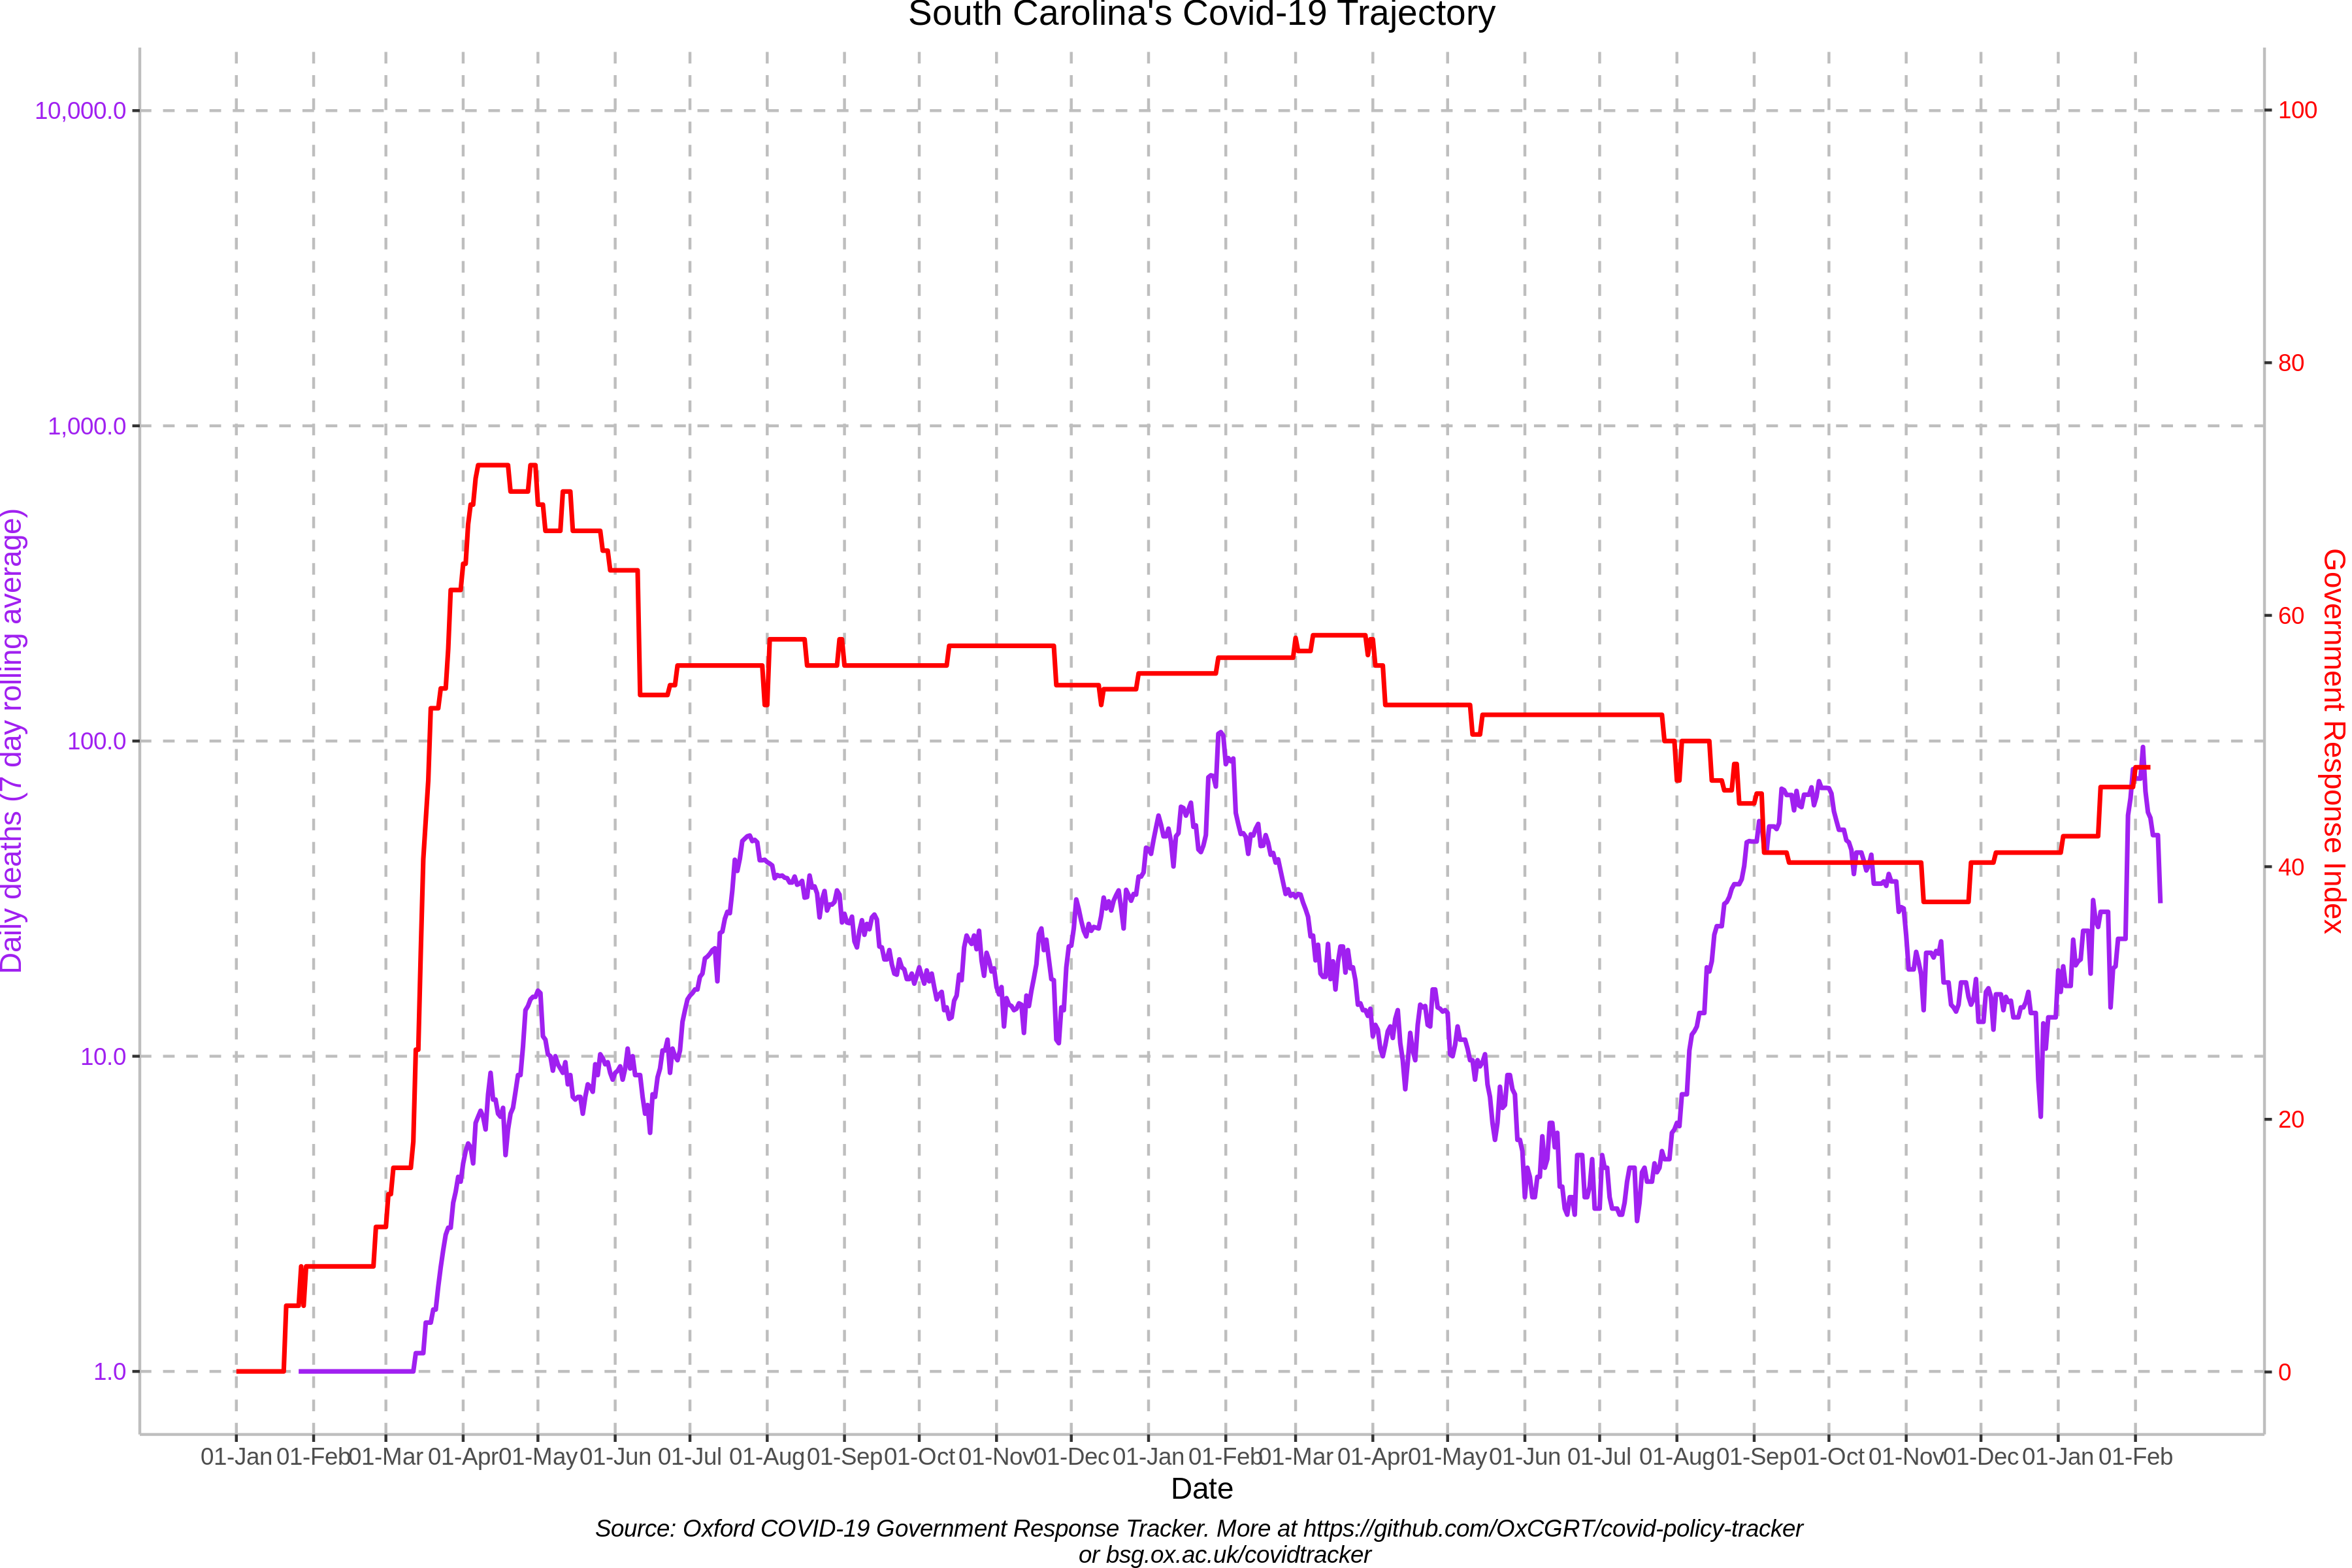 South Carolina's Covid-19 Trajectory
10,000.0
1,000.0
100.0
10.0
1.0
Daily deaths (7 day rolling average)
100
80
60
40
20
0
Government Response Index
01-Jan 01-Feb 01-Mar 01-Apr 01-May 01-Jun 01-Jul 01-Aug 01-Sep 01-Oct 01-Nov 01-Dec 01-Jan 01-Feb 01-Mar 01-Apr 01-May 01-Jun 01-Jul 01-Aug 01-Sep 01-Oct 01-Nov 01-Dec 01-Jan 01-Feb
Date
Source: Oxford COVID-19 Government Response Tracker. More at https://github.com/OxCGRT/covid-policy-tracker
or bsg.ox.ac.uk/covidtracker